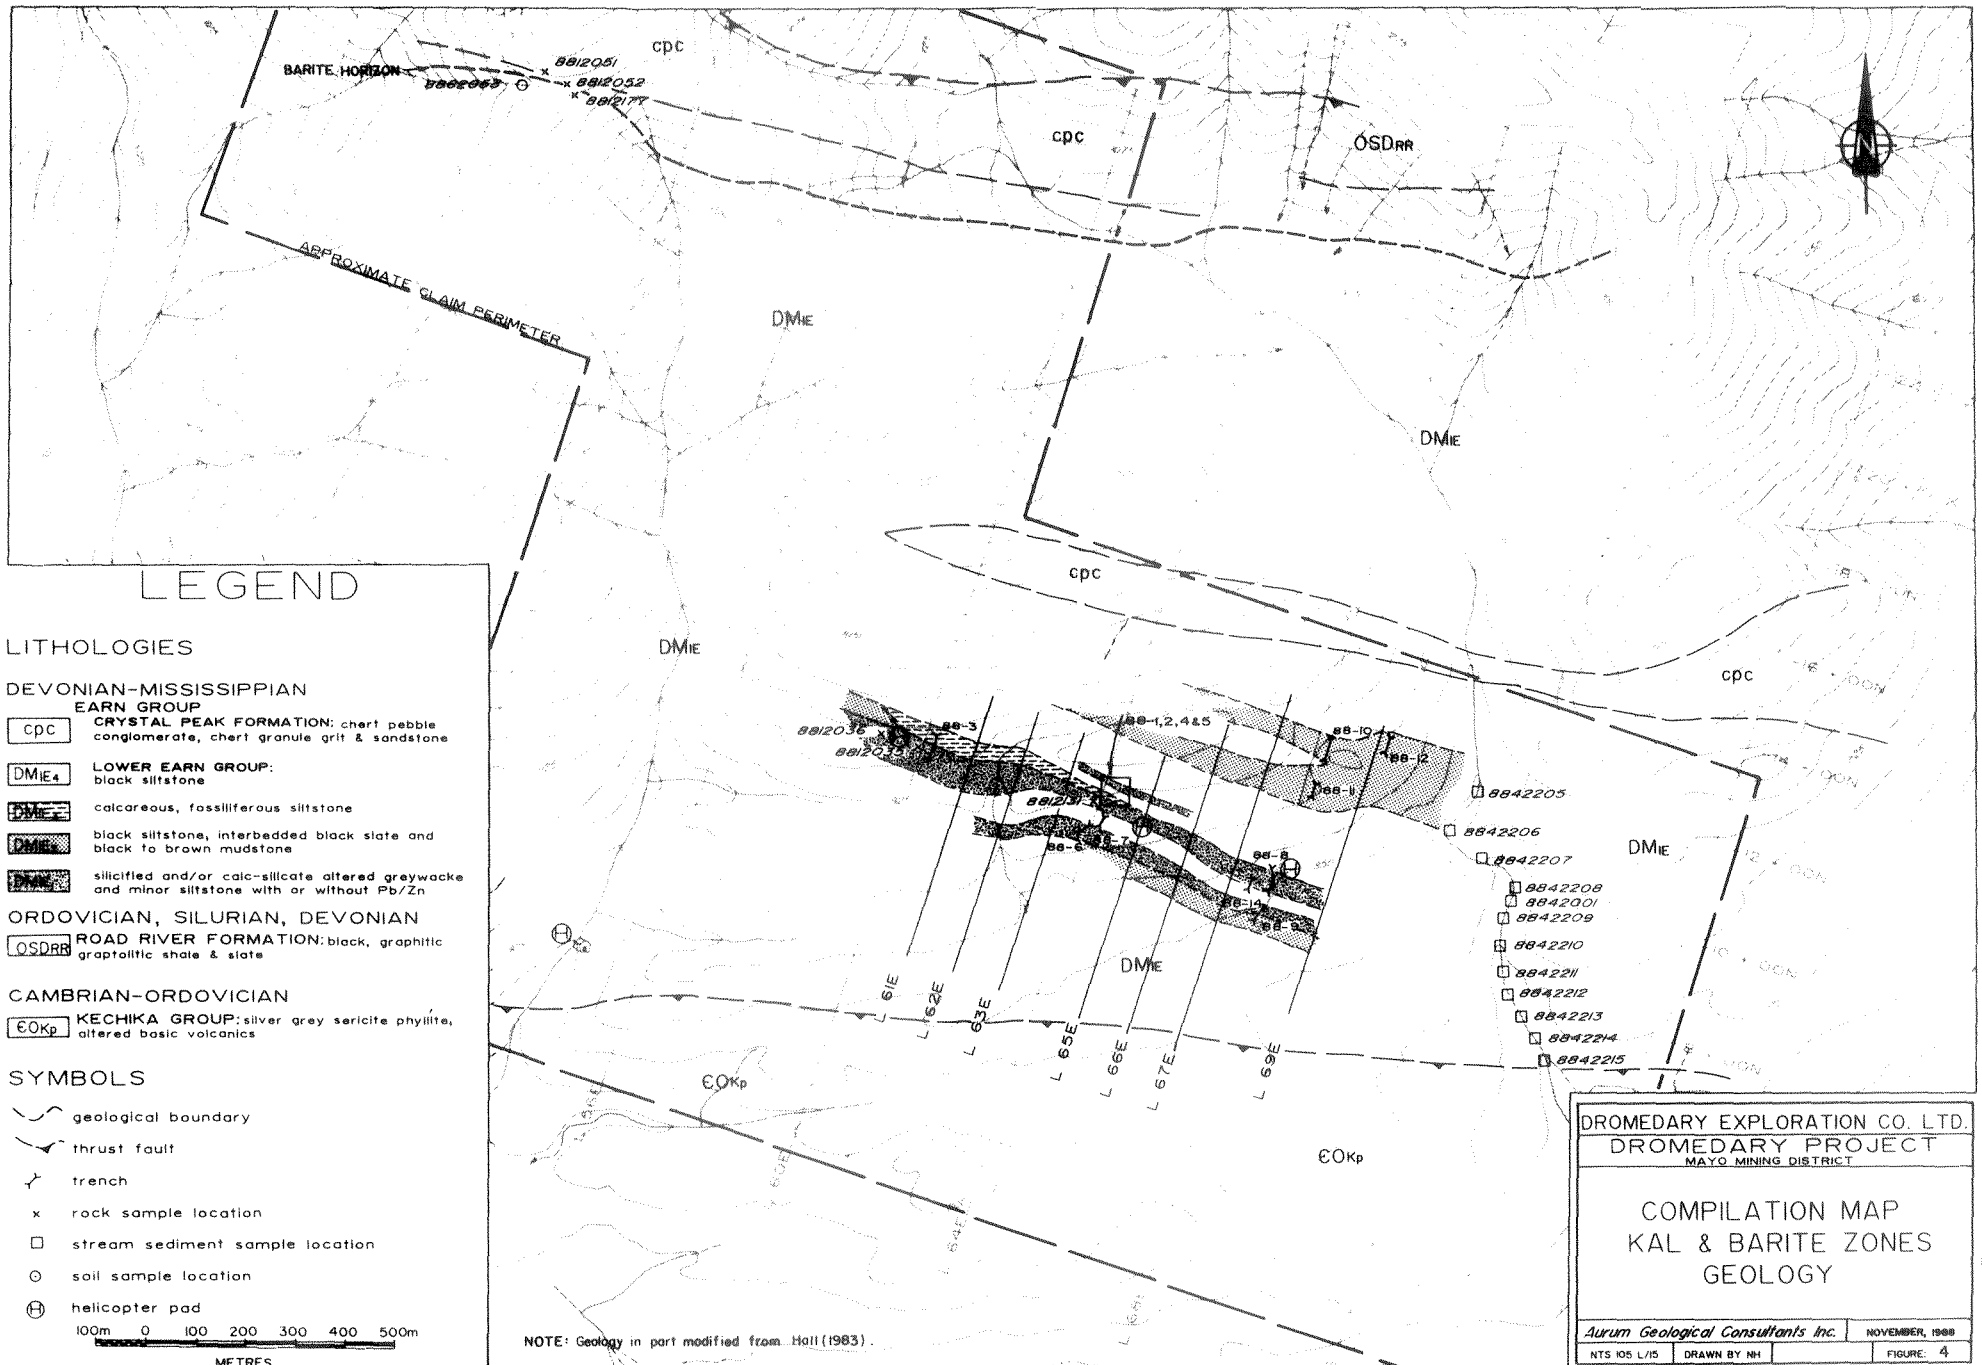 cpc
BARITE HORIZON
8812051
8812052
8812177
cpc
OSDRR
N
APPROXIMATE CLAIM PERIMETER
DMIE
DMIE
cpc
DMIE
cpc
8812036
8812035
88-3
88-1,2,4&5
88-10
88-12
88-11
8812131
88-6
88-7
88-8
88-14
88-9
8842205
8842206
8842207
8842208
8842001
8842209
8842210
8842211
8842212
8842213
8842214
8842215
DMIE
DMIE
L 61E
L 62E
L 63E
L 65E
L 66E
L 67E
L 69E
ЄOKp
ЄOKp
LEGEND
LITHOLOGIES
DEVONIAN-MISSISSIPPIAN
EARN GROUP
cpc CRYSTAL PEAK FORMATION: chert pebble
conglomerate, chert granule grit & sandstone
DMIE4 LOWER EARN GROUP:
black siltstone
calcareous, fossiliferous siltstone
black siltstone, interbedded black slate and
black to brown mudstone
silicified and/or calc-silicate altered greywacke
and minor siltstone with or without Pb/Zn
ORDOVICIAN, SILURIAN, DEVONIAN
OSDRR ROAD RIVER FORMATION: black, graphitic
graptolitic shale & slate
CAMBRIAN-ORDOVICIAN
ЄOKp KECHIKA GROUP: silver grey sericite phyllite,
altered basic volcanics
SYMBOLS
geological boundary
thrust fault
trench
rock sample location
stream sediment sample location
soil sample location
H helicopter pad
100m 0 100 200 300 400 500m
METRES
NOTE: Geology in part modified from Hall (1983).
DROMEDARY EXPLORATION CO. LTD.
DROMEDARY PROJECT
MAYO MINING DISTRICT
COMPILATION MAP
KAL & BARITE ZONES
GEOLOGY
Aurum Geological Consultants Inc. NOVEMBER, 1988
NTS 105 L/15 DRAWN BY NH FIGURE: 4